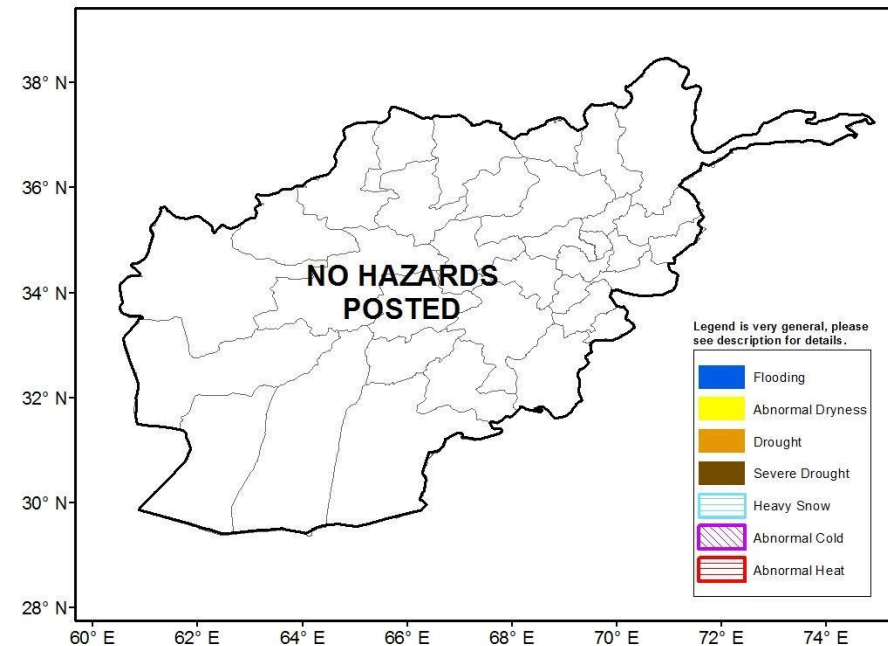 38° N
36° N
34° N
32° N
30° N
28° N
NO HAZARDS
POSTED
Legend is very general, please
see description for details.
Flooding
Abnormal Dryness
Drought
Severe Drought
Heavy Snow
Abnormal Cold
Abnormal Heat
60° E 62° E 64° E 66° E 68° E 70° E 72° E 74° E